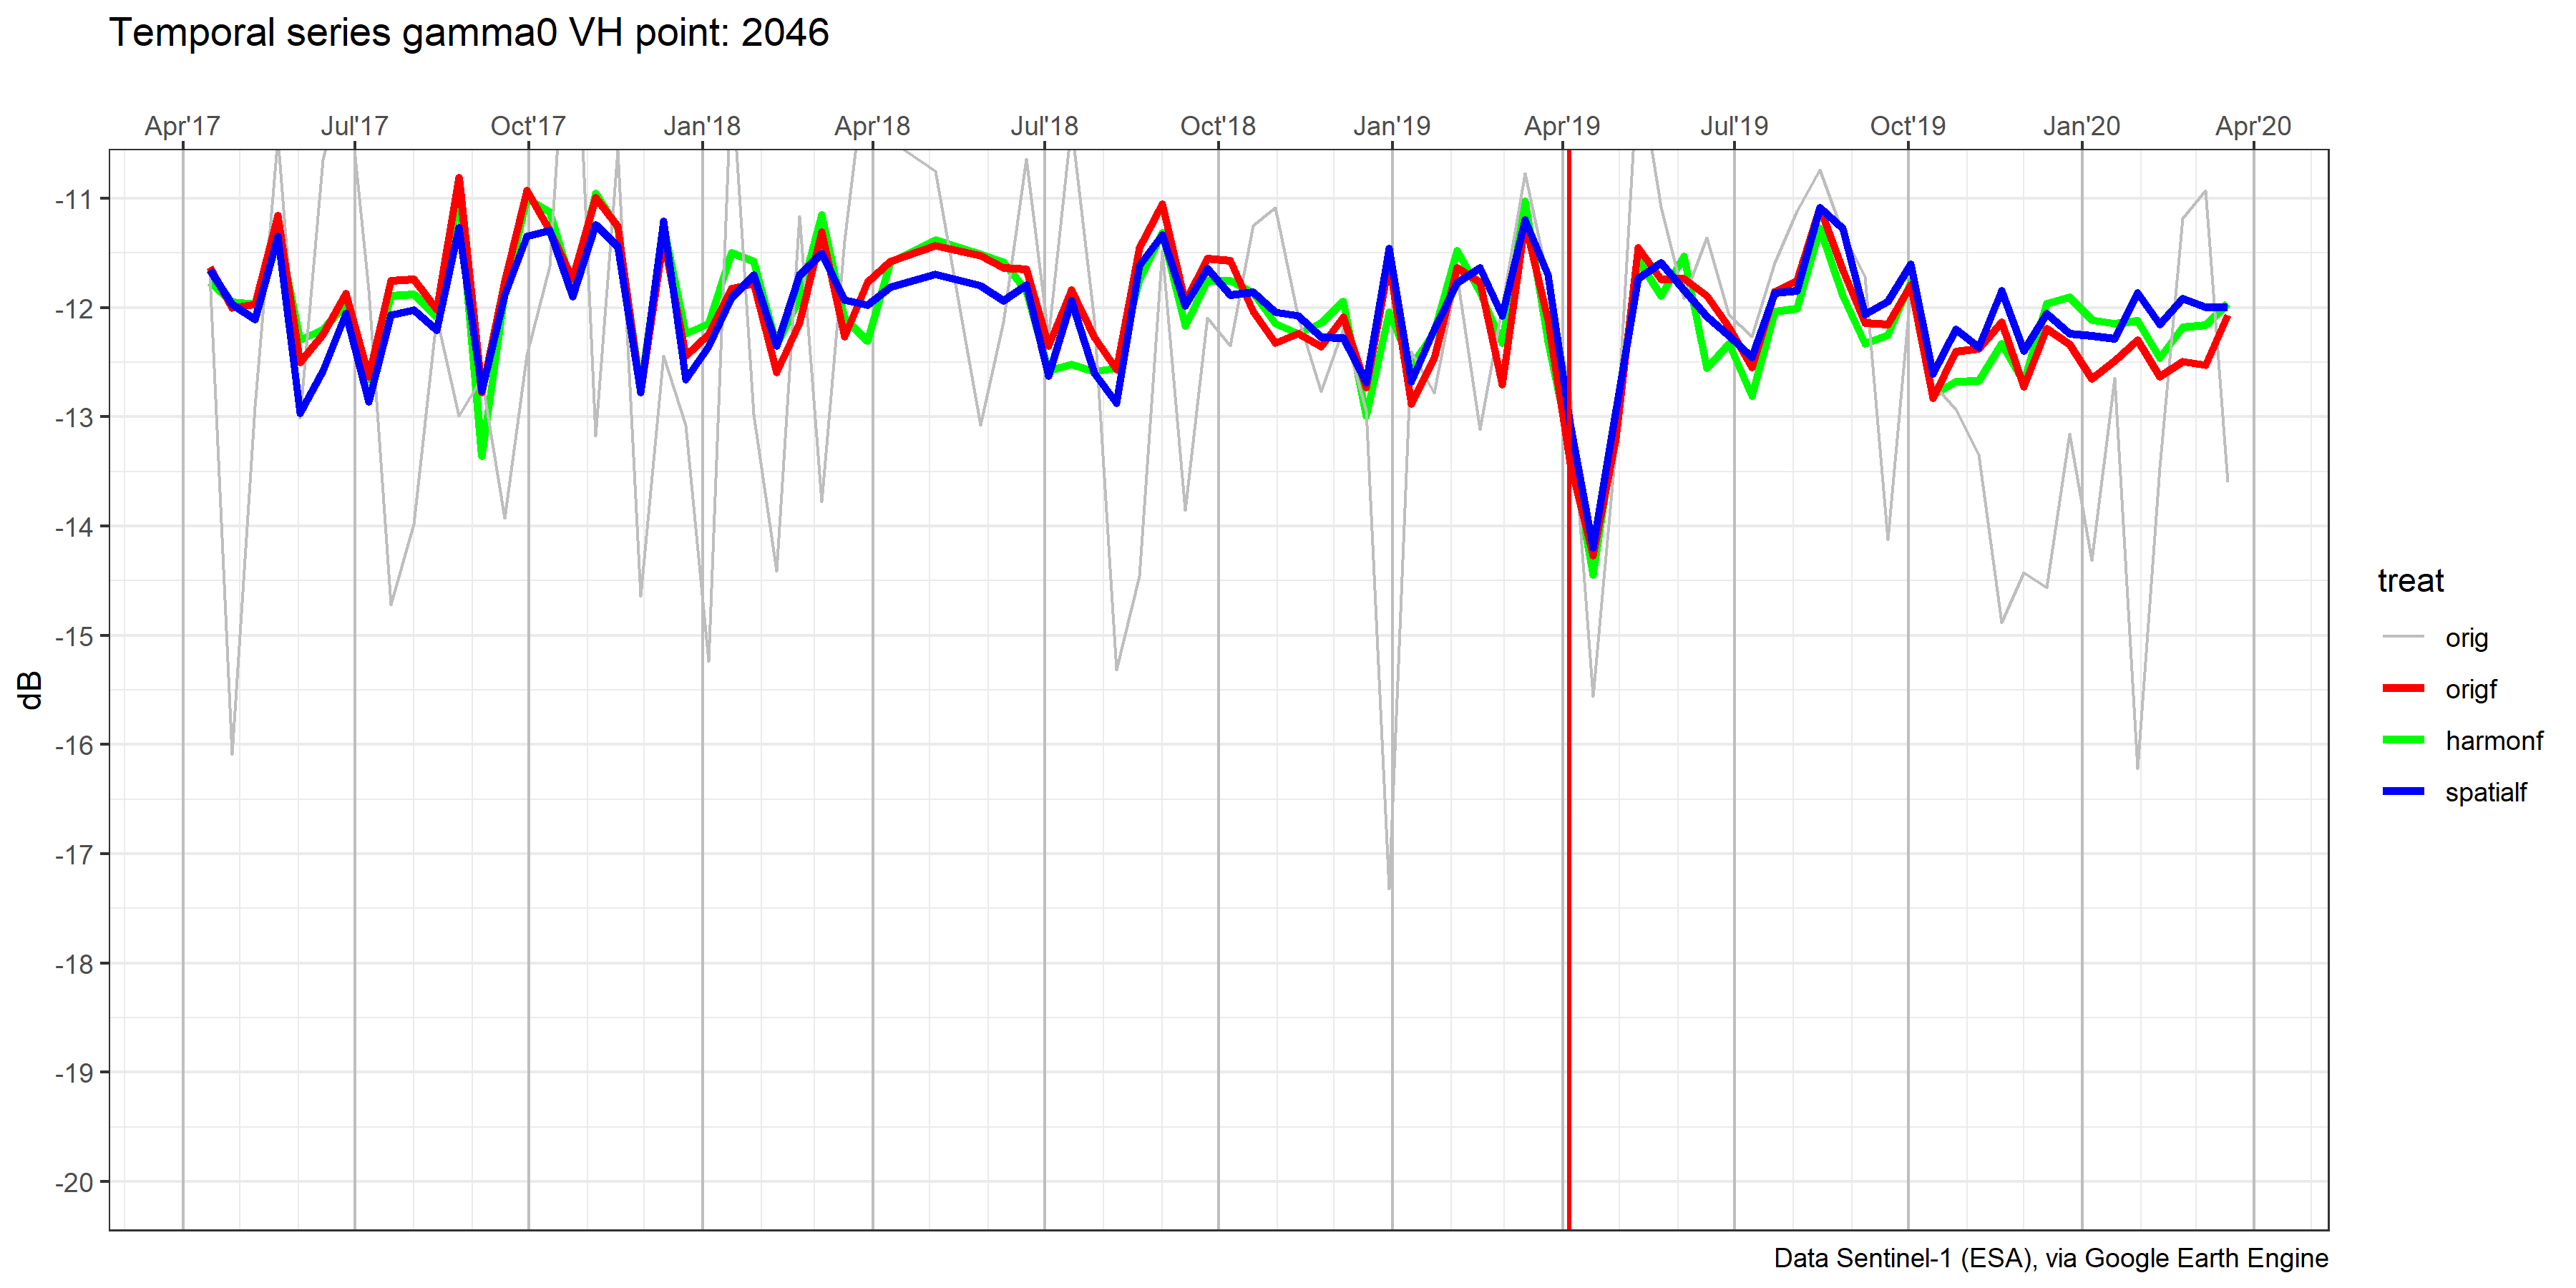 Temporal series gamma0 VH point: 2046
Apr'17 Jul'17 Oct'17 Jan'18 Apr'18 Jul'18 Oct'18 Jan'19 Apr'19 Jul'19 Oct'19 Jan'20 Apr'20
-11
-12
-13
-14
-15
-16
-17
-18
-19
-20
dB
treat
orig
origf
harmonf
spatialf
Data Sentinel-1 (ESA), via Google Earth Engine